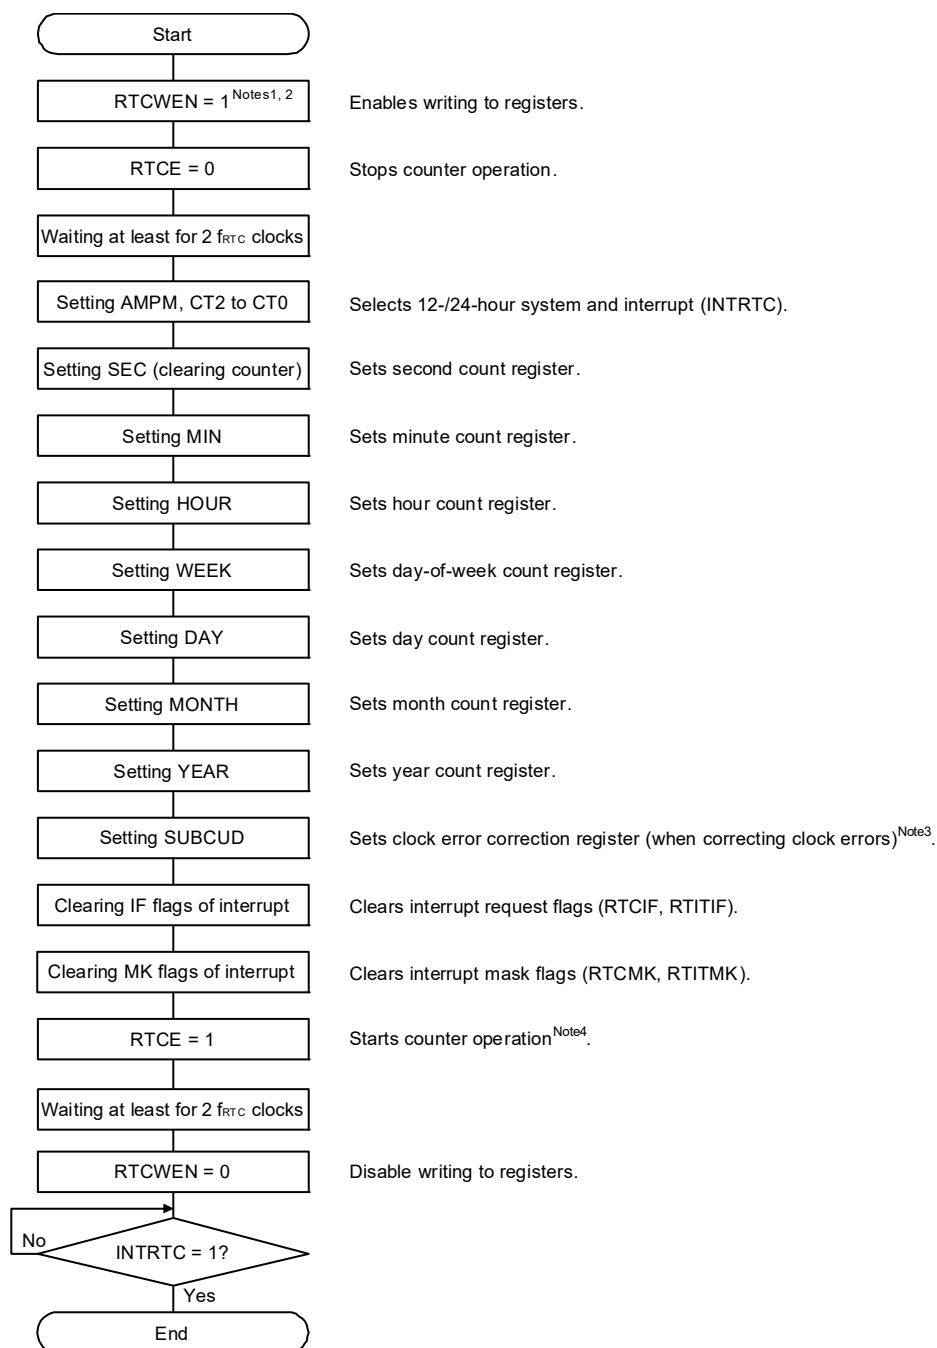 Start
RTCWEN = 1Notes1, 2 Enables writing to registers.
RTCE = 0 Stops counter operation.
Waiting at least for 2 fRTC clocks
Setting AMPM, CT2 to CT0 Selects 12-/24-hour system and interrupt (INTRTC).
Setting SEC (clearing counter) Sets second count register.
Setting MIN Sets minute count register.
Setting HOUR Sets hour count register.
Setting WEEK Sets day-of-week count register.
Setting DAY Sets day count register.
Setting MONTH Sets month count register.
Setting YEAR Sets year count register.
Setting SUBCUD Sets clock error correction register (when correcting clock errors)Note3.
Clearing IF flags of interrupt Clears interrupt request flags (RTCIF, RTITIF).
Clearing MK flags of interrupt Clears interrupt mask flags (RTCMK, RTITMK).
RTCE = 1 Starts counter operationNote4.
Waiting at least for 2 fRTC clocks
RTCWEN = 0 Disable writing to registers.
No
INTRTC = 1?
Yes
End